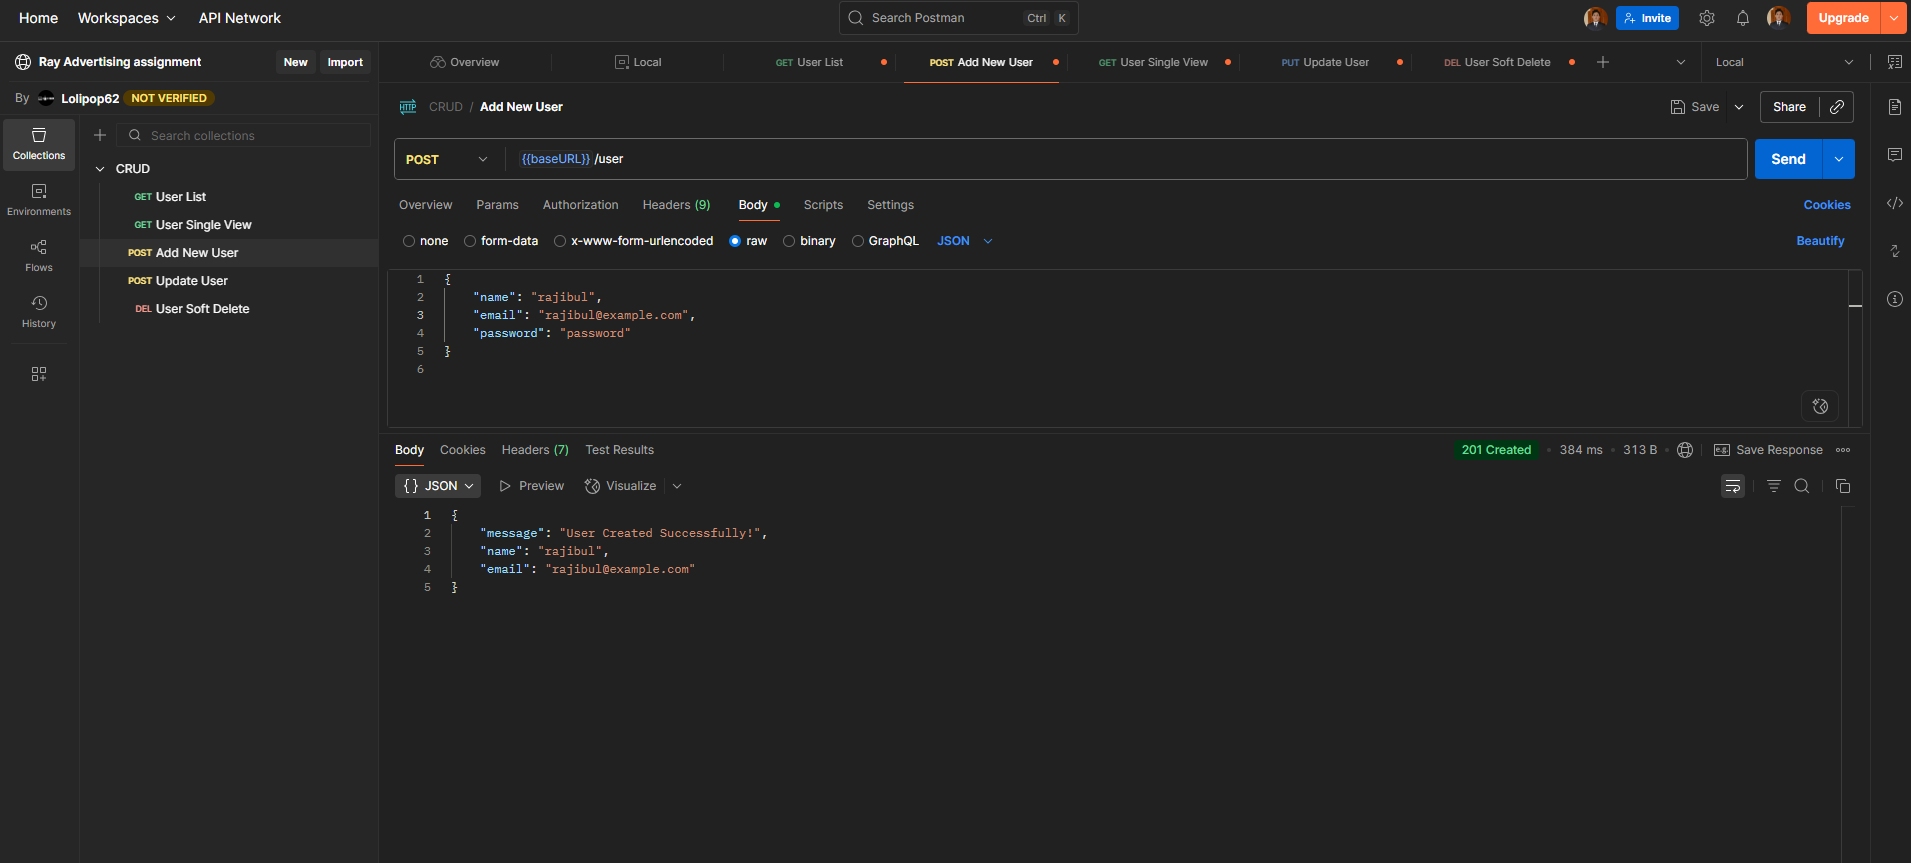 Home Workspaces API Network Search Postman Ctrl K Invite Upgrade
Ray Advertising assignment New Import
Overview Local GET User List POST Add New User GET User Single View PUT Update User DEL User Soft Delete Local
By Lolipop62 NOT VERIFIED
CRUD / Add New User Save Share
Collections
Search collections
POST {{baseURL}} /user Send
CRUD
Environments
GET User List
GET User Single View
POST Add New User
POST Update User
DEL User Soft Delete
Flows
History
Overview Params Authorization Headers (9) Body Scripts Settings Cookies
none form-data x-www-form-urlencoded raw binary GraphQL JSON Beautify
1 {
2 "name": "rajibul",
3 "email": "rajibul@example.com",
4 "password": "password"
5 }
6
Body Cookies Headers (7) Test Results 201 Created • 384 ms • 313 B • e.g. Save Response
{} JSON Preview Visualize
1 {
2 "message": "User Created Successfully!",
3 "name": "rajibul",
4 "email": "rajibul@example.com"
5 }